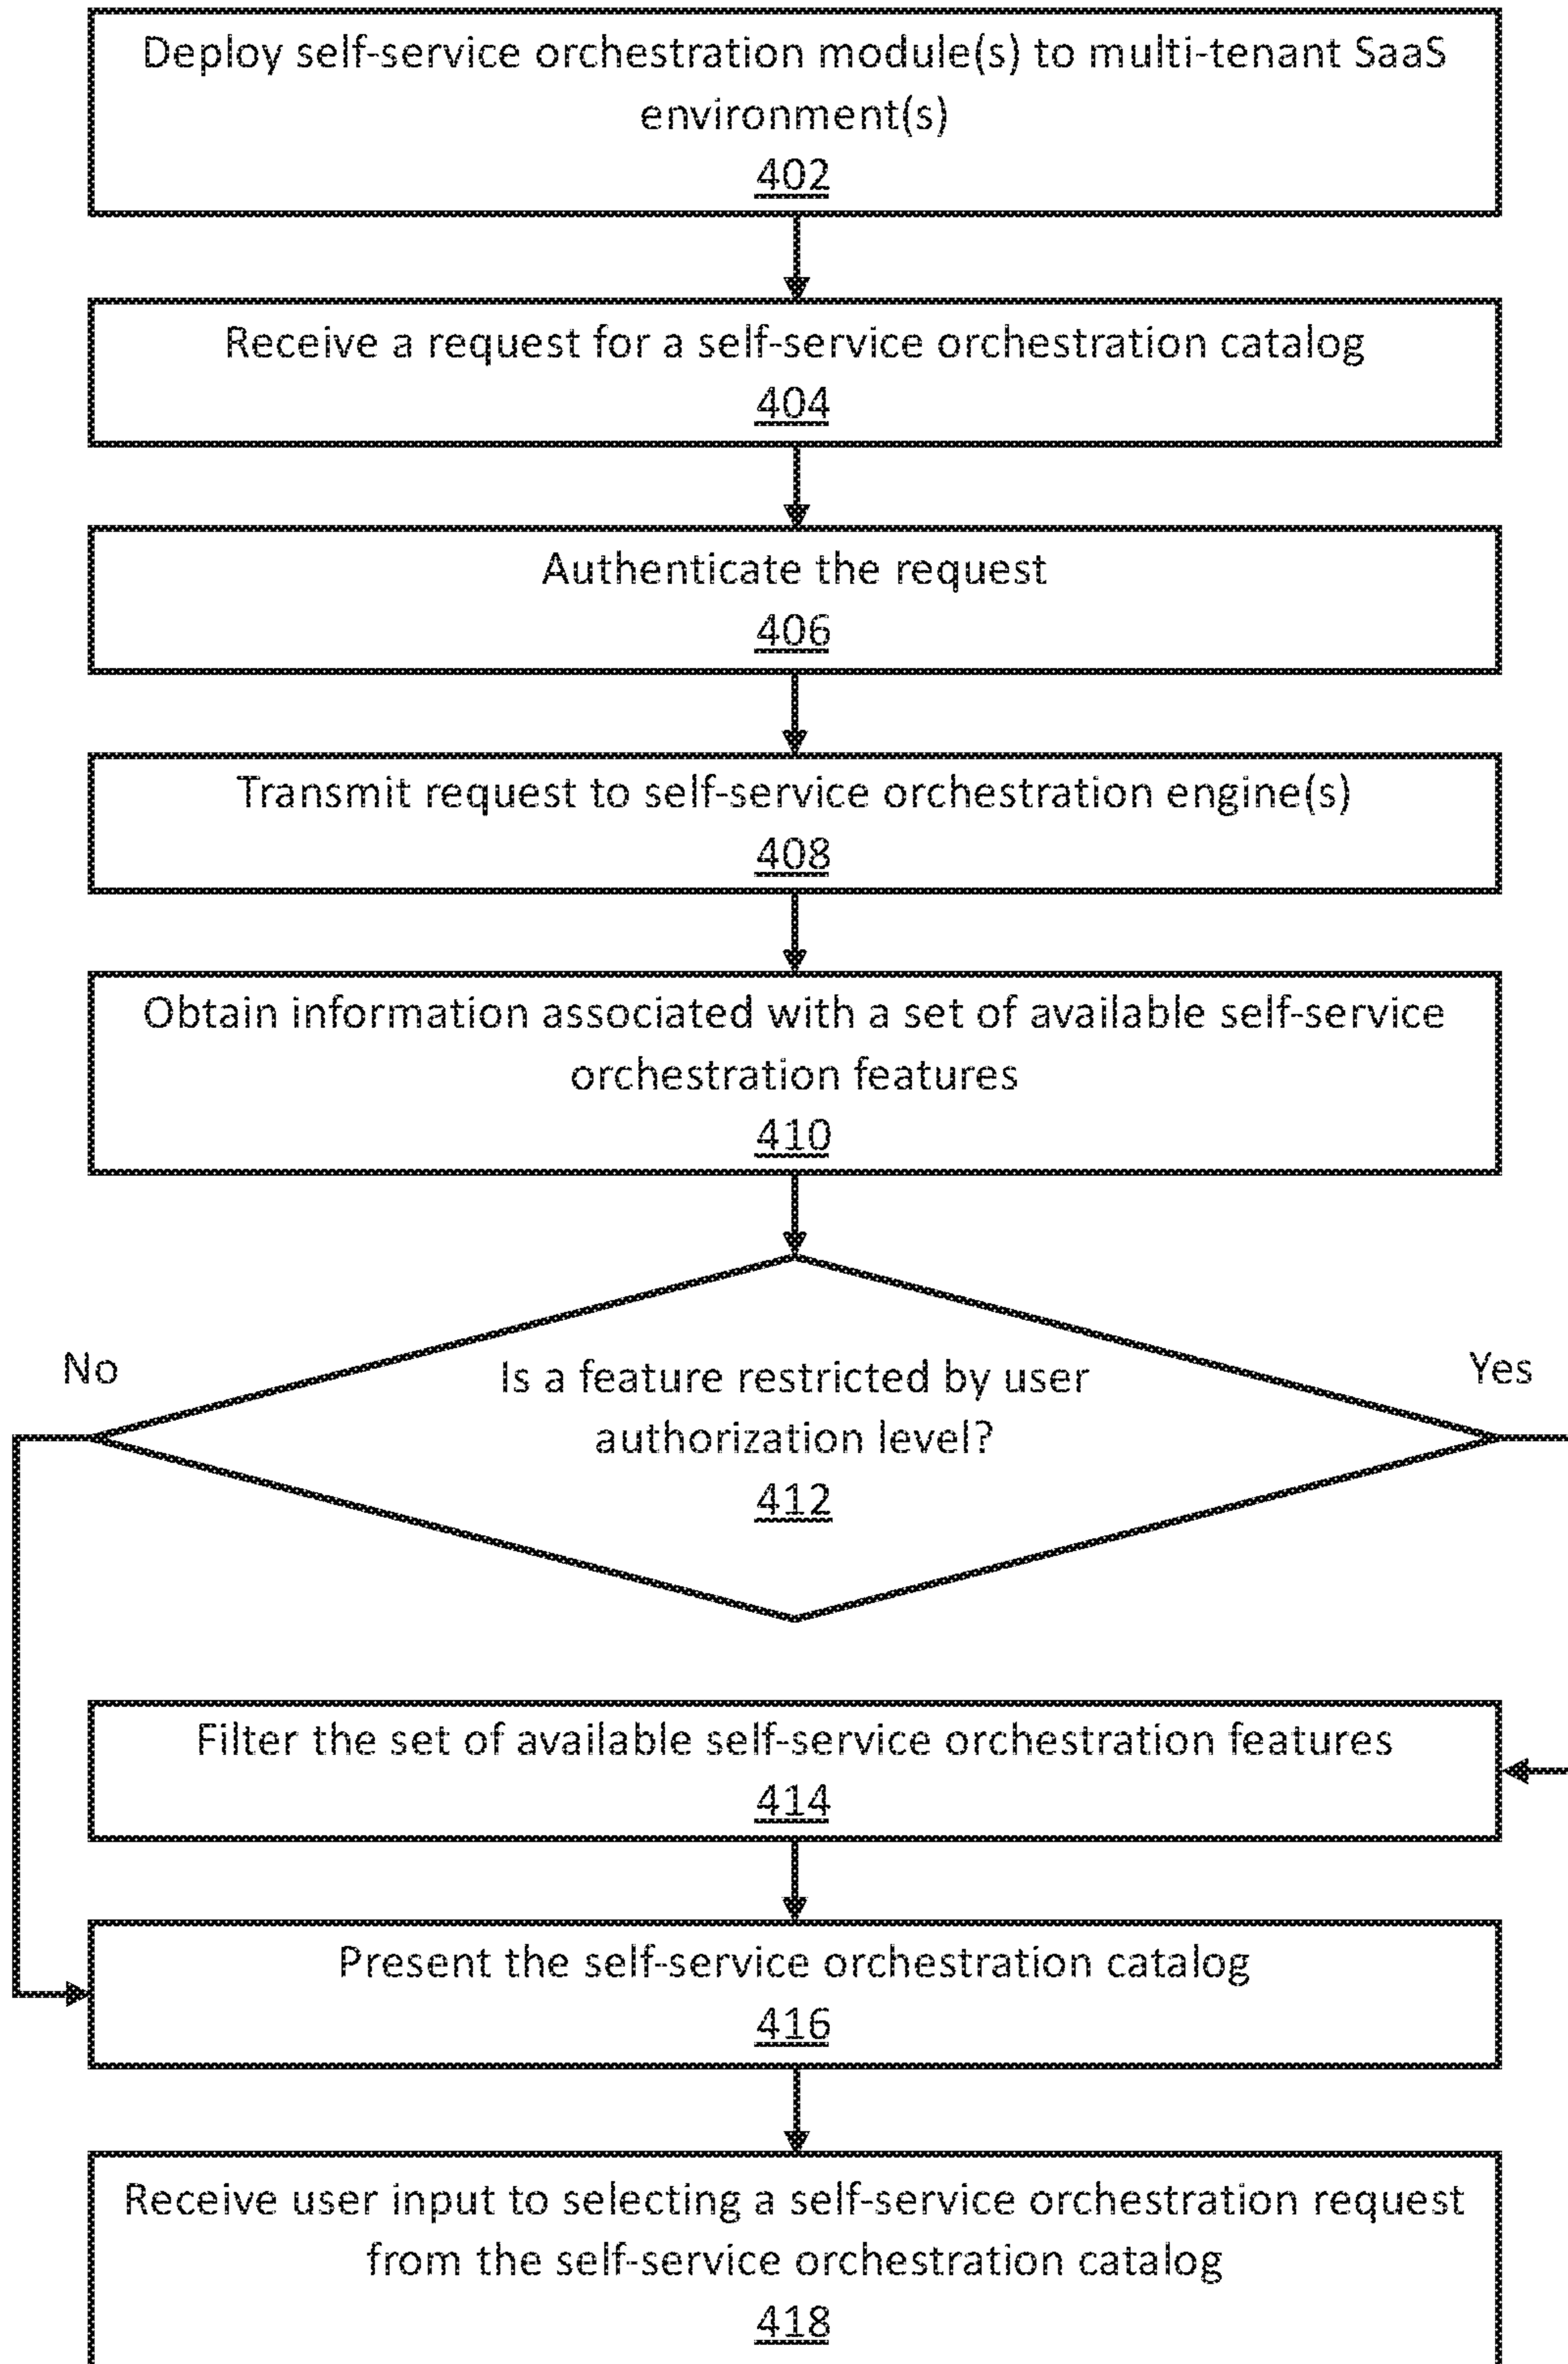 Deploy self-service orchestration module(s) to multi-tenant SaaS
environment(s)
402
Receive a request for a self-service orchestration catalog
404
Authenticate the request
406
Transmit request to self-service orchestration engine(s)
408
Obtain information associated with a set of available self-service
orchestration features
410
No
Yes
Is a feature restricted by user
authorization level?
412
Filter the set of available self-service orchestration features
414
Present the self-service orchestration catalog
416
Receive user input to selecting a self-service orchestration request
from the self-service orchestration catalog
418